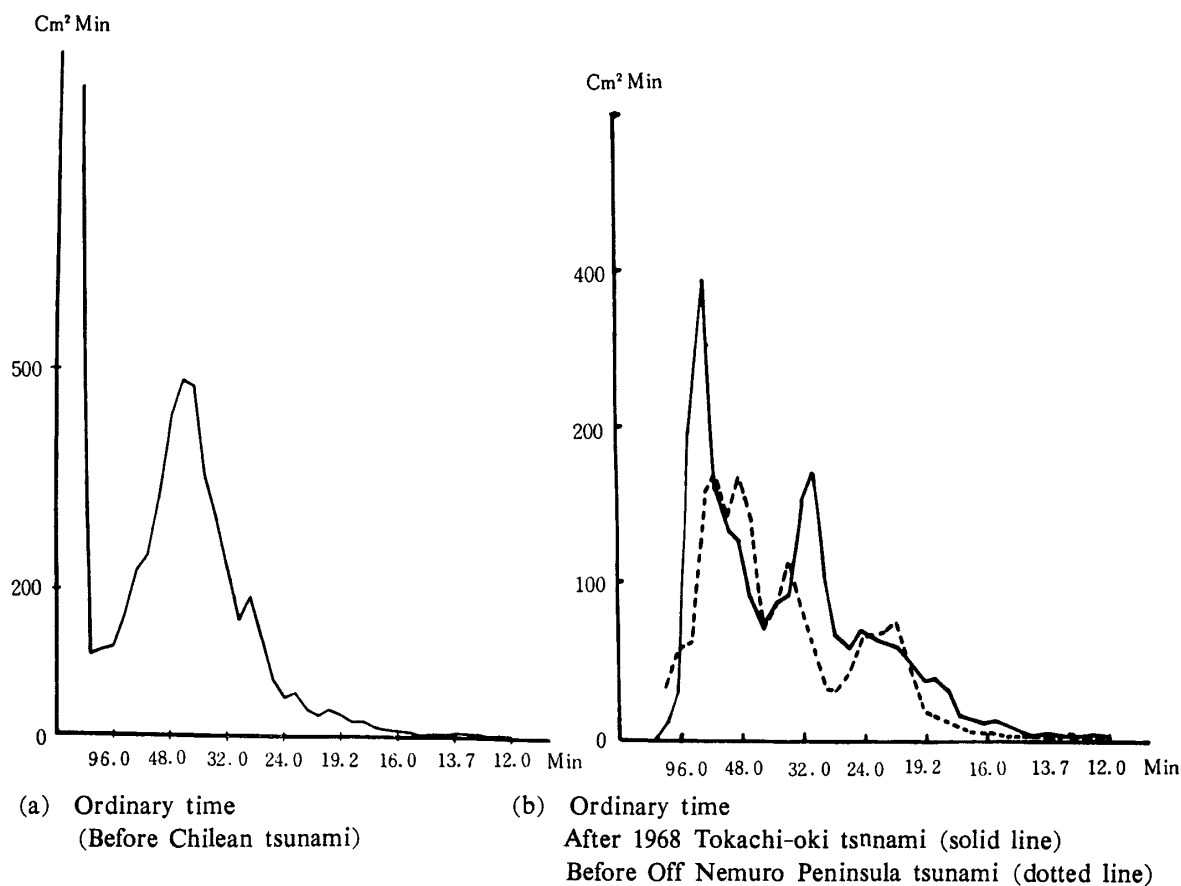 Cm² Min
500
200
0
96.0 48.0 32.0 24.0 19.2 16.0 13.7 12.0 Min
(a) Ordinary time
(Before Chilean tsunami)
Cm² Min
400
200
100
0
96.0 48.0 32.0 24.0 19.2 16.0 13.7 12.0 Min
(b) Ordinary time
After 1968 Tokachi-oki tsnnami (solid line)
Before Off Nemuro Peninsula tsunami (dotted line)